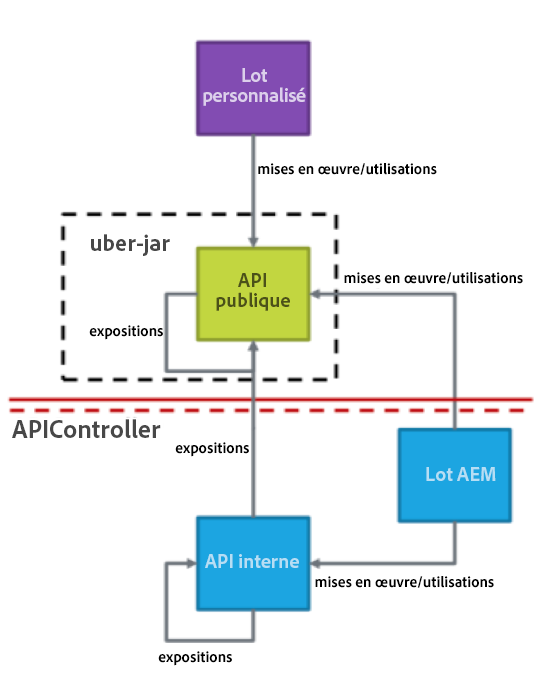 Lot
personnalisé
mises en œuvre/utilisations
uber-jar
API
publique
mises en œuvre/utilisations
expositions
APIController
expositions
Lot AEM
API interne
mises en œuvre/utilisations
expositions